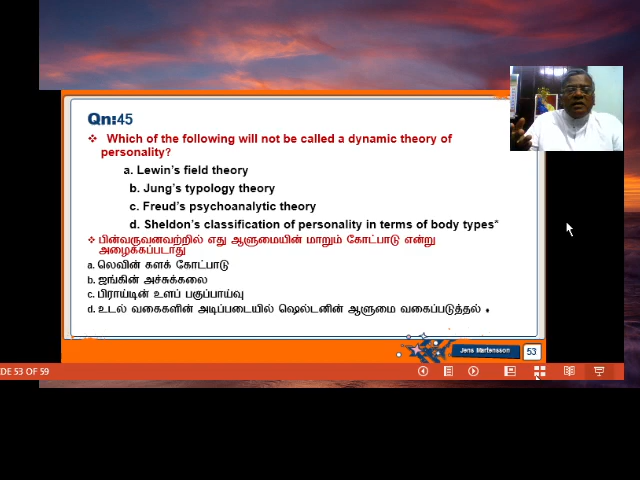 Qn:45
❖ Which of the following will not be called a dynamic theory of
personality?
a. Lewin's field theory
b. Jung's typology theory
c. Freud's psychoanalytic theory
d. Sheldon's classification of personality in terms of body types*
❖ பின்வருவனவற்றில் எது ஆளுமையின் மாறும் கோட்பாடு என்று
அழைக்கப்படாது
a. லெவின் களக் கோட்பாடு
b. ஜங்கின் அச்சுக்கலை
c. பிராய்டின் உளப் பகுப்பாய்வு
d. உடல் வகைகளின் அடிப்படையில் ஷெல்டனின் ஆளுமை வகைப்படுத்தல் *
Jens Martensson
53
DE 53 OF 59